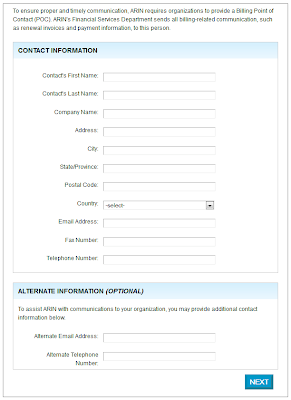 To ensure proper and timely communication, ARIN requires organizations to provide a Billing Point of
Contact (POC). ARIN's Financial Services Department sends all billing-related communication, such
as renewal invoices and payment information, to this person.
CONTACT INFORMATION
Contact's First Name:
Contact's Last Name:
Company Name:
Address:
City:
State/Province:
Postal Code:
Country: -select-
Email Address:
Fax Number:
Telephone Number:
ALTERNATE INFORMATION (OPTIONAL)
To assist ARIN with communications to your organization, you may provide additional contact
information below.
Alternate Email Address:
Alternate Telephone
Number:
NEXT